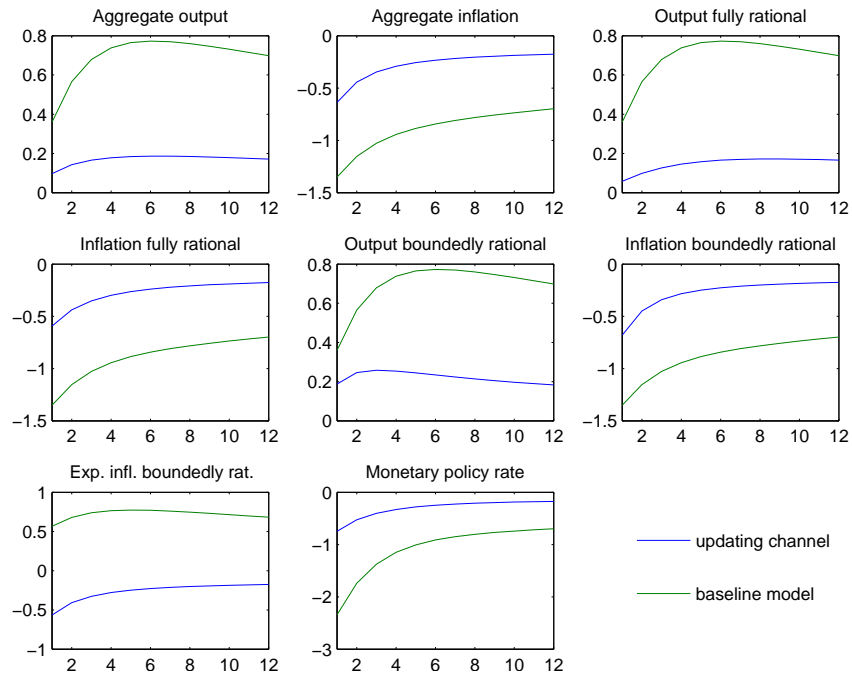 Aggregate output
Aggregate inflation
Output fully rational
0.8
0.6
0.4
0.2
0
2 4 6 8 10 12
0
−0.5
−1
−1.5
2 4 6 8 10 12
0.8
0.6
0.4
0.2
0
2 4 6 8 10 12
Inflation fully rational
Output boundedly rational
Inflation boundedly rational
0
−0.5
−1
−1.5
2 4 6 8 10 12
0.8
0.6
0.4
0.2
0
2 4 6 8 10 12
0
−0.5
−1
−1.5
2 4 6 8 10 12
Exp. infl. boundedly rat.
Monetary policy rate
1
0.5
0
−0.5
−1
2 4 6 8 10 12
0
−1
−2
−3
2 4 6 8 10 12
updating channel
baseline model